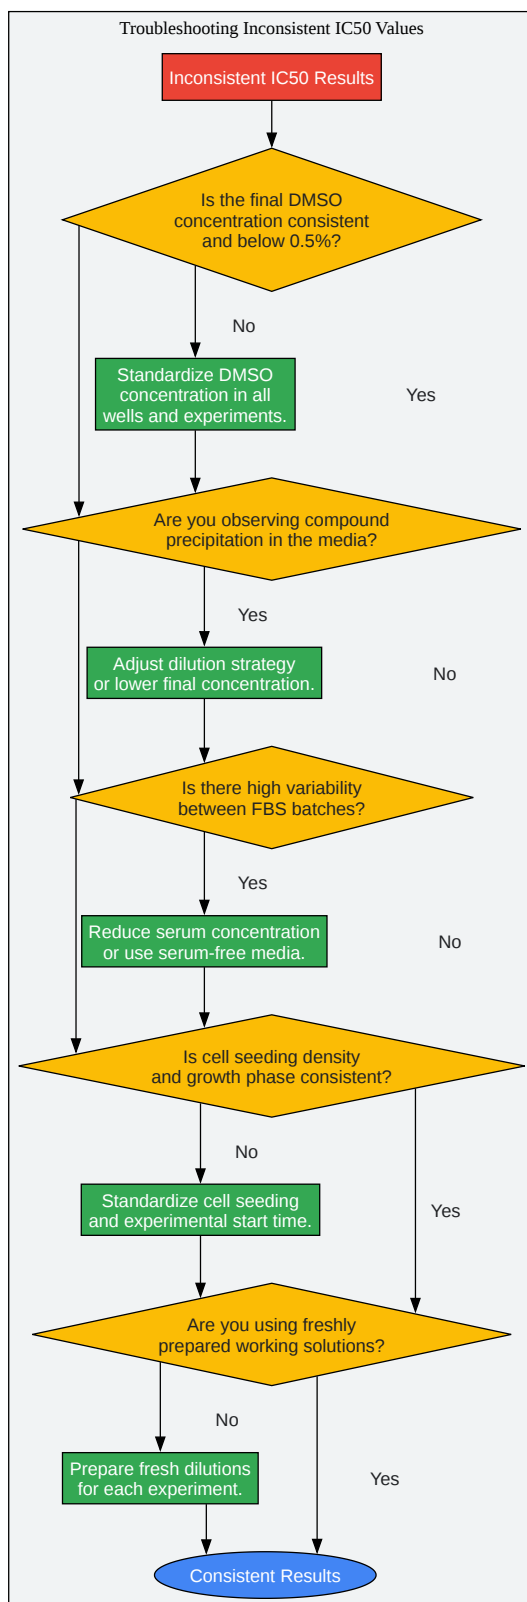 Troubleshooting Inconsistent IC50 Values
Inconsistent IC50 Results
Is the final DMSO
concentration consistent
and below 0.5%?
No
Standardize DMSO
concentration in all
wells and experiments.
Yes
Are you observing compound
precipitation in the media?
Yes
Adjust dilution strategy
or lower final concentration.
No
Is there high variability
between FBS batches?
Yes
Reduce serum concentration
or use serum-free media.
No
Is cell seeding density
and growth phase consistent?
No
Standardize cell seeding
and experimental start time.
Yes
Are you using freshly
prepared working solutions?
No
Prepare fresh dilutions
for each experiment.
Yes
Consistent Results